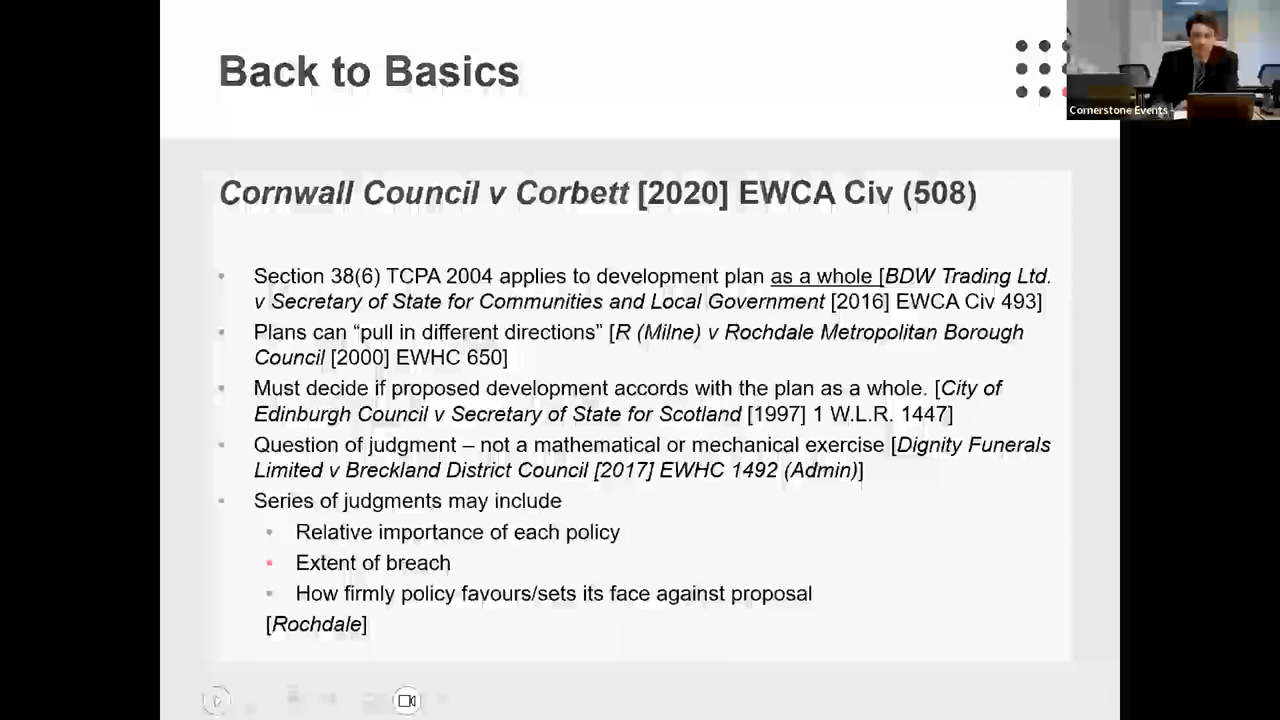 Back to Basics
Cornerstone Events
Cornwall Council v Corbett [2020] EWCA Civ (508)
Section 38(6) TCPA 2004 applies to development plan as a whole [BDW Trading Ltd.
v Secretary of State for Communities and Local Government [2016] EWCA Civ 493]
Plans can “pull in different directions” [R (Milne) v Rochdale Metropolitan Borough
Council [2000] EWHC 650]
Must decide if proposed development accords with the plan as a whole. [City of
Edinburgh Council v Secretary of State for Scotland [1997] 1 W.L.R. 1447]
Question of judgment – not a mathematical or mechanical exercise [Dignity Funerals
Limited v Breckland District Council [2017] EWHC 1492 (Admin)]
Series of judgments may include
Relative importance of each policy
Extent of breach
How firmly policy favours/sets its face against proposal
[Rochdale]